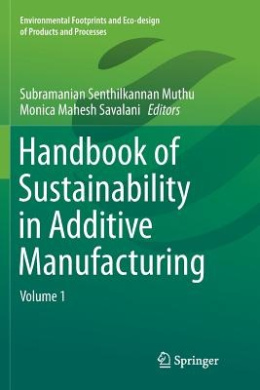 Environmental Footprints and Eco-design
of Products and Processes
Subramanian Senthilkannan Muthu
Monica Mahesh Savalani Editors
Handbook of
Sustainability
in Additive
Manufacturing
Volume 1
Springer